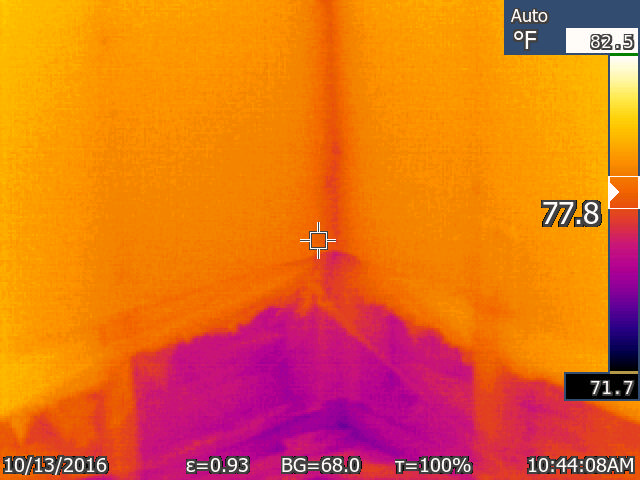 Auto
°F 82.5
77.8
71.7
10/13/2016 ε=0.93 BG=68.0 τ=100% 10:44:08AM